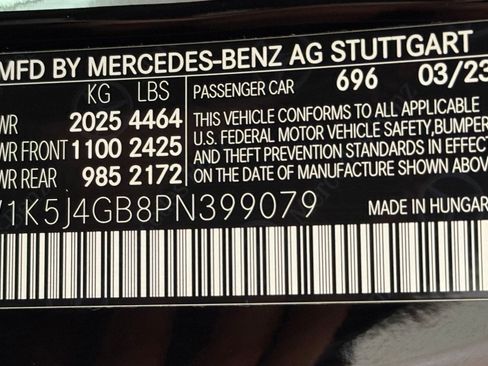 MFD BY MERCEDES-BENZ AG STUTTGART
KG LBS
PASSENGER CAR 696 03/23
WR 2025 4464
WR FRONT 1100 2425
WR REAR 985 2172
THIS VEHICLE CONFORMS TO ALL APPLICABLE
U.S. FEDERAL MOTOR VEHICLE SAFETY, BUMPER
AND THEFT PREVENTION STANDARDS IN EFFECT
ON THE DATE OF MANUFACTURE SHOWN ABOVE.
1K5J4GB8PN399079
MADE IN HUNGAR